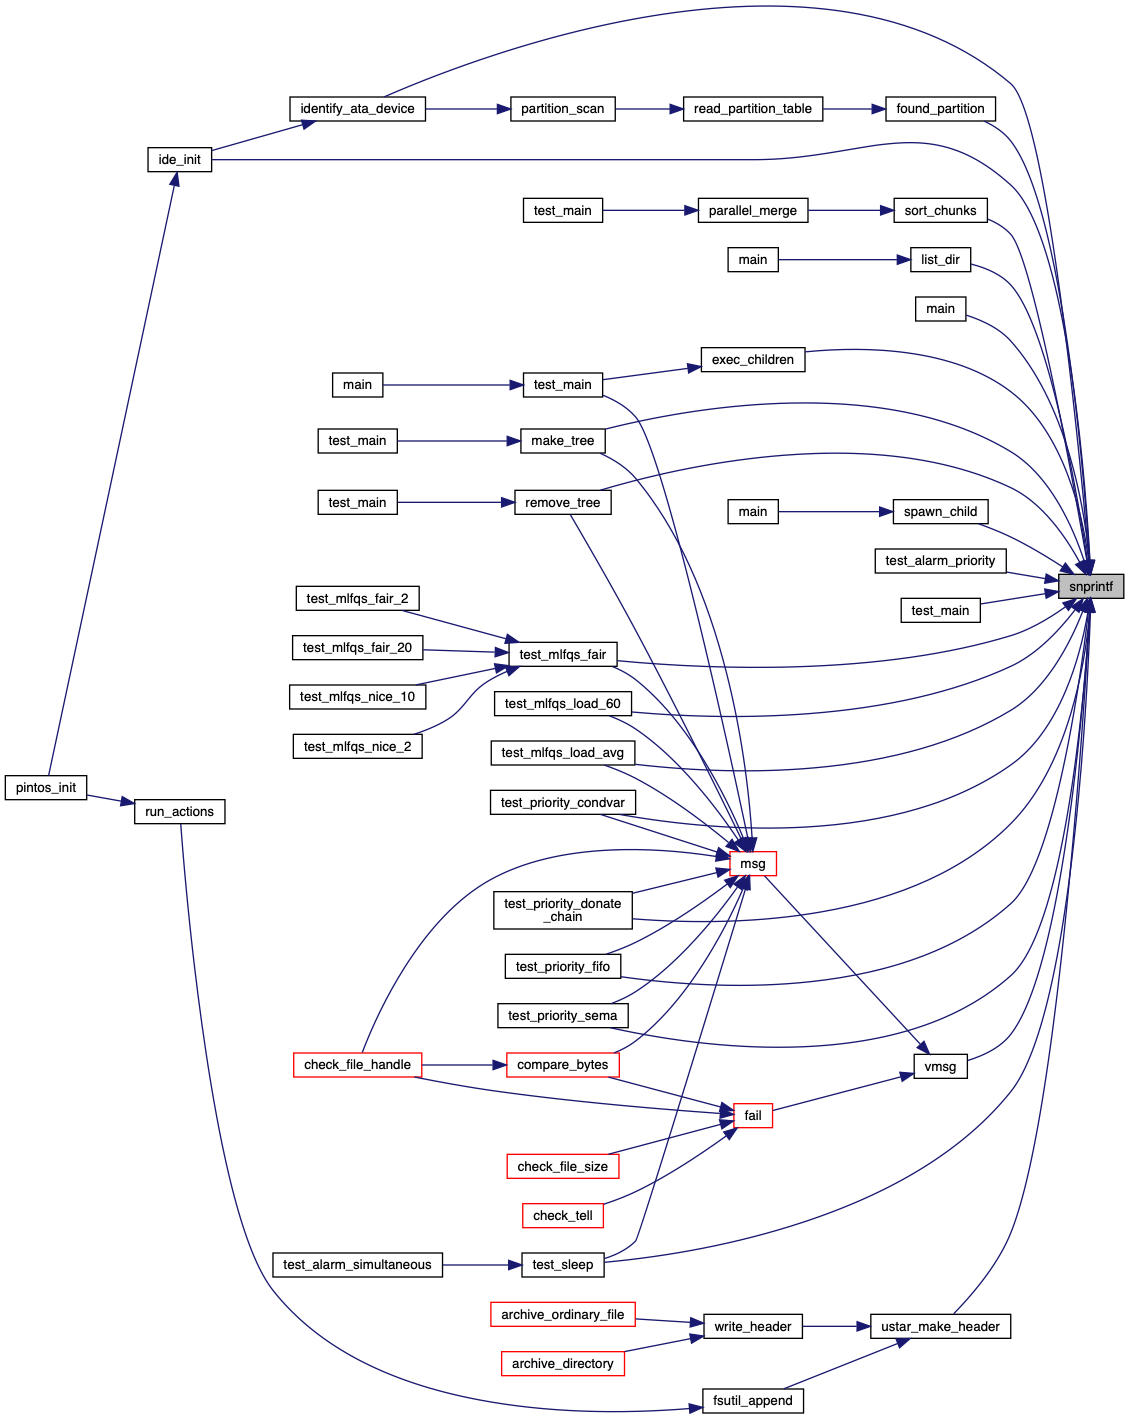 identify_ata_device
partition_scan
read_partition_table
found_partition
ide_init
test_main
parallel_merge
sort_chunks
main
list_dir
main
exec_children
main
test_main
test_main
make_tree
test_main
remove_tree
main
spawn_child
test_alarm_priority
snprintf
test_main
test_mlfqs_fair_2
test_mlfqs_fair_20
test_mlfqs_fair
test_mlfqs_nice_10
test_mlfqs_load_60
test_mlfqs_nice_2
test_mlfqs_load_avg
pintos_init
run_actions
test_priority_condvar
msg
test_priority_donate
_chain
test_priority_fifo
test_priority_sema
check_file_handle
compare_bytes
vmsg
fail
check_file_size
check_tell
test_alarm_simultaneous
test_sleep
archive_ordinary_file
write_header
ustar_make_header
archive_directory
fsutil_append